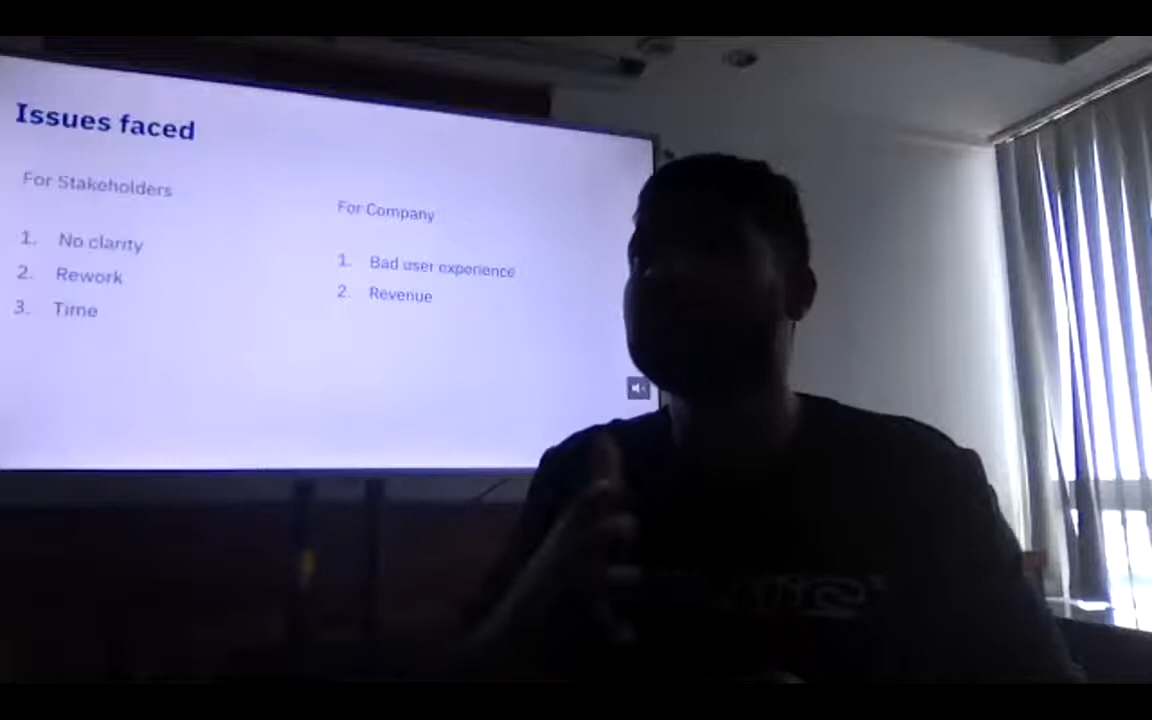 Issues faced
For Stakeholders
1. No clarity
2. Rework
3. Time
For Company
1. Bad user experience
2. Revenue